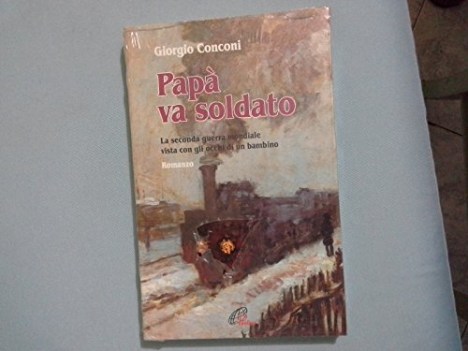 Giorgio Conconi
Papà
va soldato
La seconda guerra mondiale
vista con gli occhi di un bambino
Romanzo